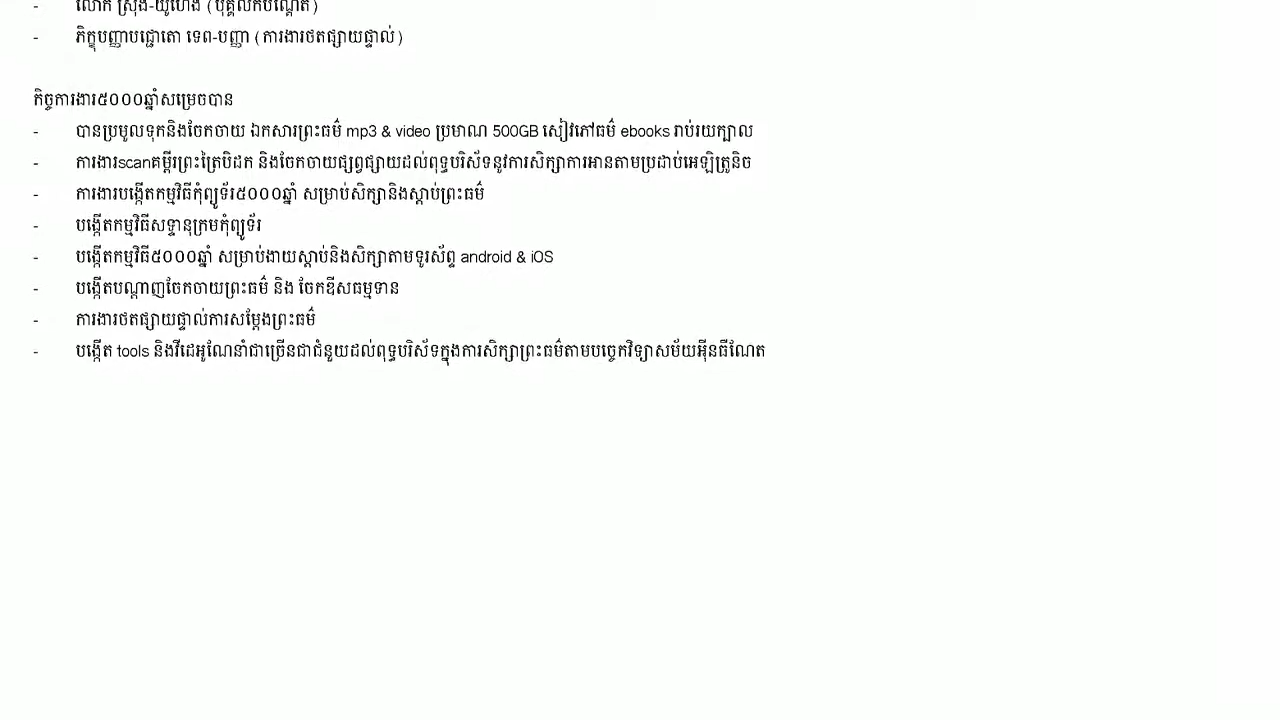 - លោក ស្រុង-យូហេង (បុគ្គលិកបណ្តែត)
- ភិក្ខុបញ្ញាបជ្ជោតោ ទេព-បញ្ញា (ការងារថតផ្សាយផ្ទាល់)
កិច្ចការងារ៥០០០ឆ្នាំសម្រេចបាន
- បានប្រមូលទុកនិងចែកចាយ ឯកសារព្រះធម៌ mp3 & video ប្រមាណ 500GB សៀវភៅធម៌ ebooks រាប់រយក្បាល
- ការងារscanគម្ពីរព្រះត្រៃបិដក និងចែកចាយផ្សព្វផ្សាយដល់ពុទ្ធបរិស័ទនូវការសិក្សាការអានតាមប្រដាប់អេឡិត្រូនិច
- ការងារបង្កើតកម្មវិធីកុំព្យូទ័រ៥០០០ឆ្នាំ សម្រាប់សិក្សានិងស្តាប់ព្រះធម៌
- បង្កើតកម្មវិធីសទ្ទានុក្រមកុំព្យូទ័រ
- បង្កើតកម្មវិធី៥០០០ឆ្នាំ សម្រាប់ងាយស្តាប់និងសិក្សាតាមទូរស័ព្ទ android & iOS
- បង្កើតបណ្តាញចែកចាយព្រះធម៌ និង ចែកឌីសធម្មទាន
- ការងារថតផ្សាយផ្ទាល់ការសម្តែងព្រះធម៌
- បង្កើត tools និងវីដេអូណែនាំជាច្រើនជាជំនួយដល់ពុទ្ធបរិស័ទក្នុងការសិក្សាព្រះធម៌តាមបច្ចេកវិទ្យាសម័យអ៊ីនធឺណែត